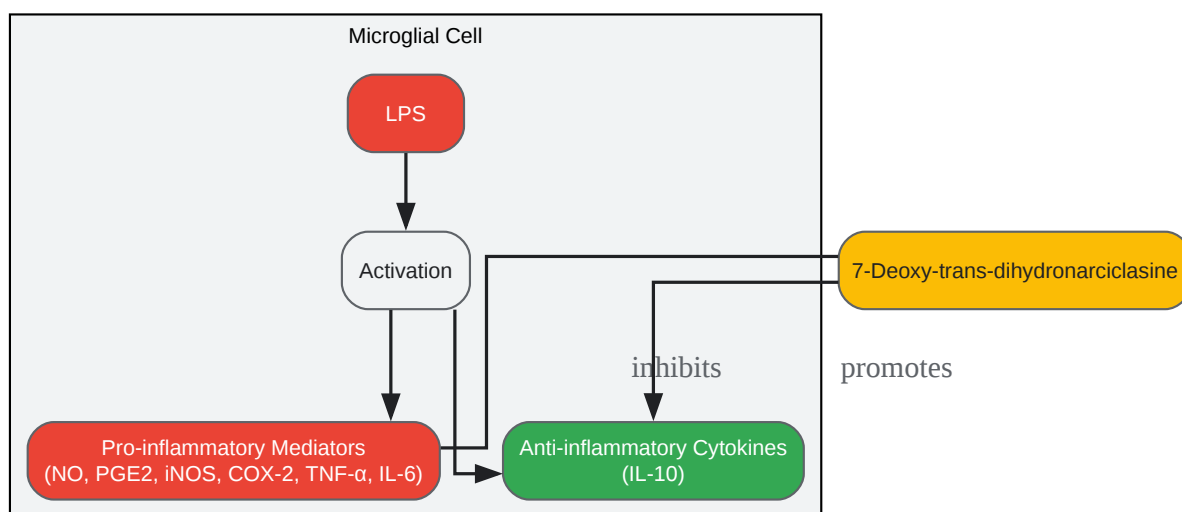 Microglial Cell
LPS
Activation
7-Deoxy-trans-dihydronarciclasine
inhibits
promotes
Pro-inflammatory Mediators
(NO, PGE2, iNOS, COX-2, TNF-α, IL-6)
Anti-inflammatory Cytokines
(IL-10)